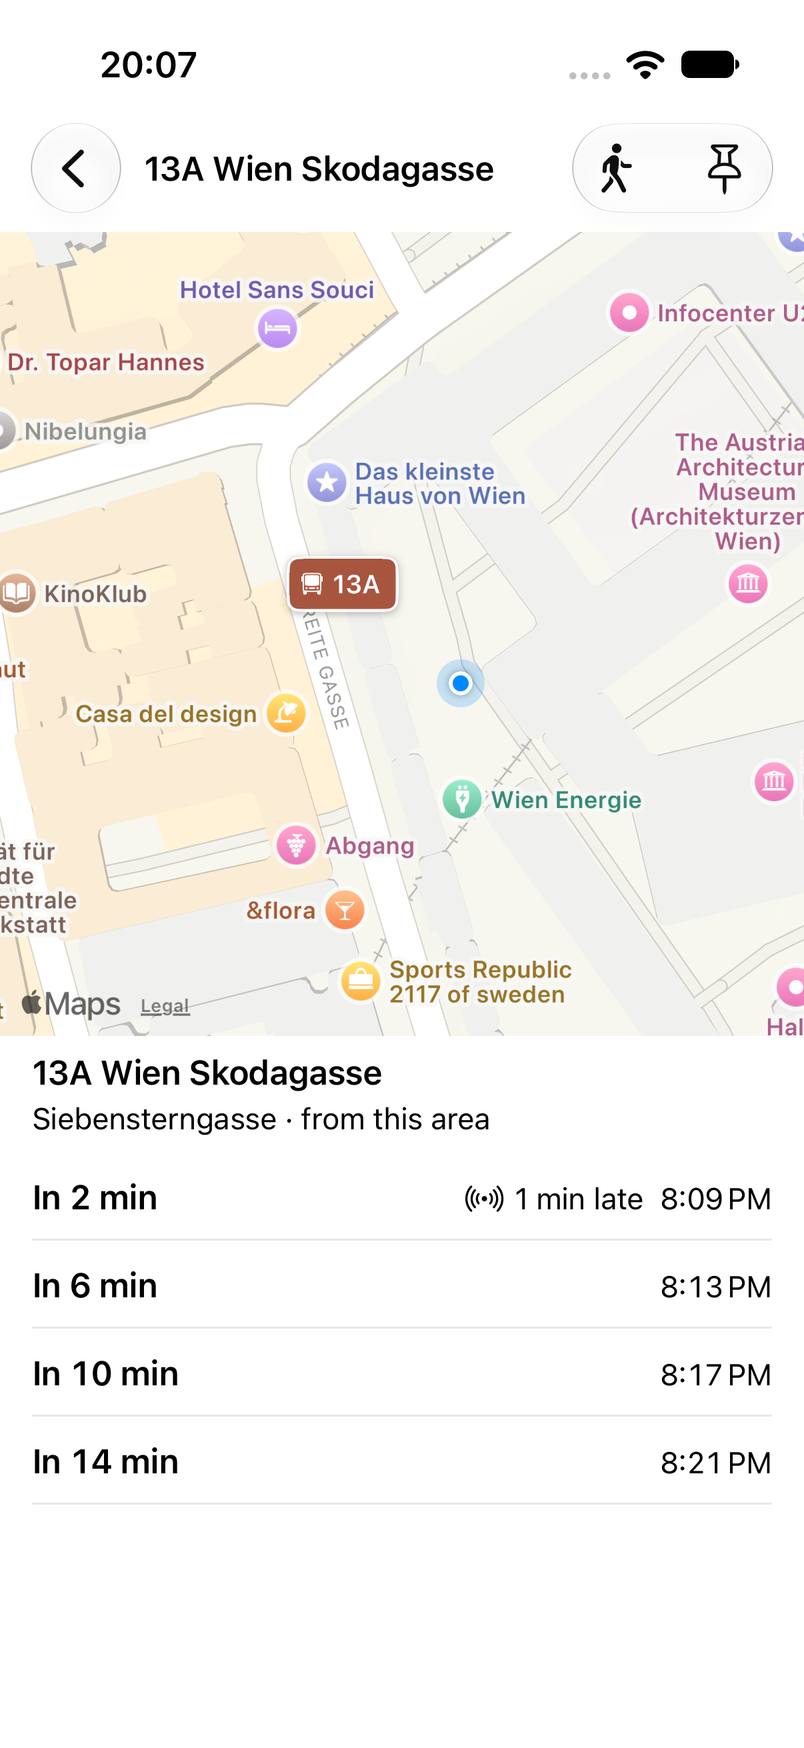 20:07
13A Wien Skodagasse
Hotel Sans Souci
Infocenter U2
Dr. Topar Hannes
Nibelungia
The Austria
Architectur
Museum
(Architekturzer
Wien)
Das kleinste
Haus von Wien
KinoKlub
13A
REITE GASSE
aut
Casa del design
Wien Energie
Abgang
ät für
dte
entrale
kstatt
&flora
Sports Republic
2117 of sweden
Maps Legal
Hal
13A Wien Skodagasse
Siebensterngasse · from this area
In 2 min 1 min late 8:09 PM
In 6 min 8:13 PM
In 10 min 8:17 PM
In 14 min 8:21 PM